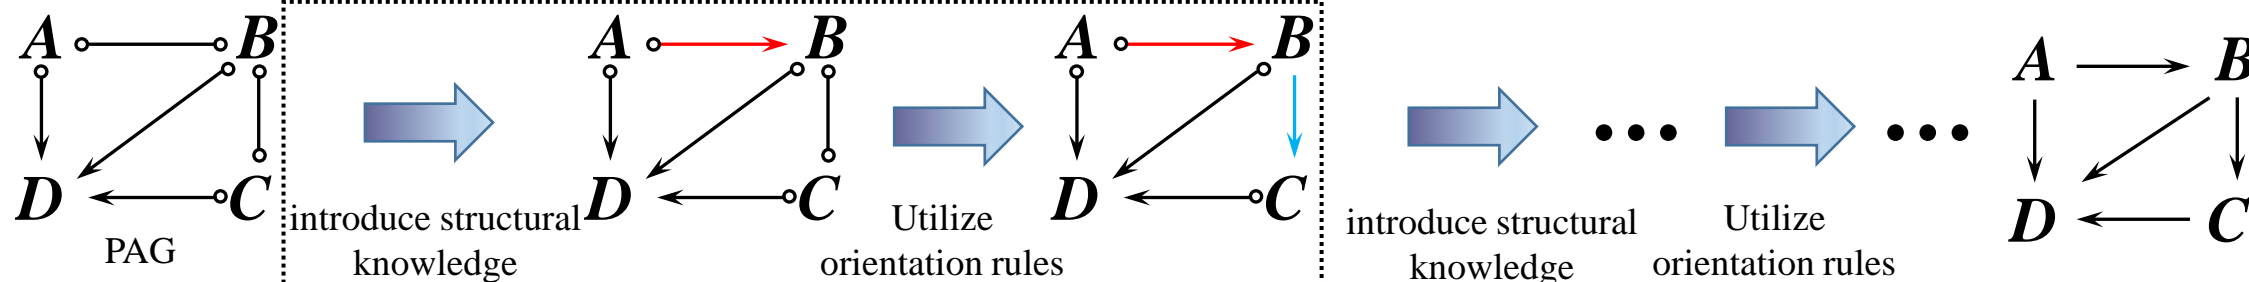 A B A B A B A B
D C D C D C D C
PAG
introduce structural
knowledge
Utilize
orientation rules
introduce structural
knowledge
Utilize
orientation rules